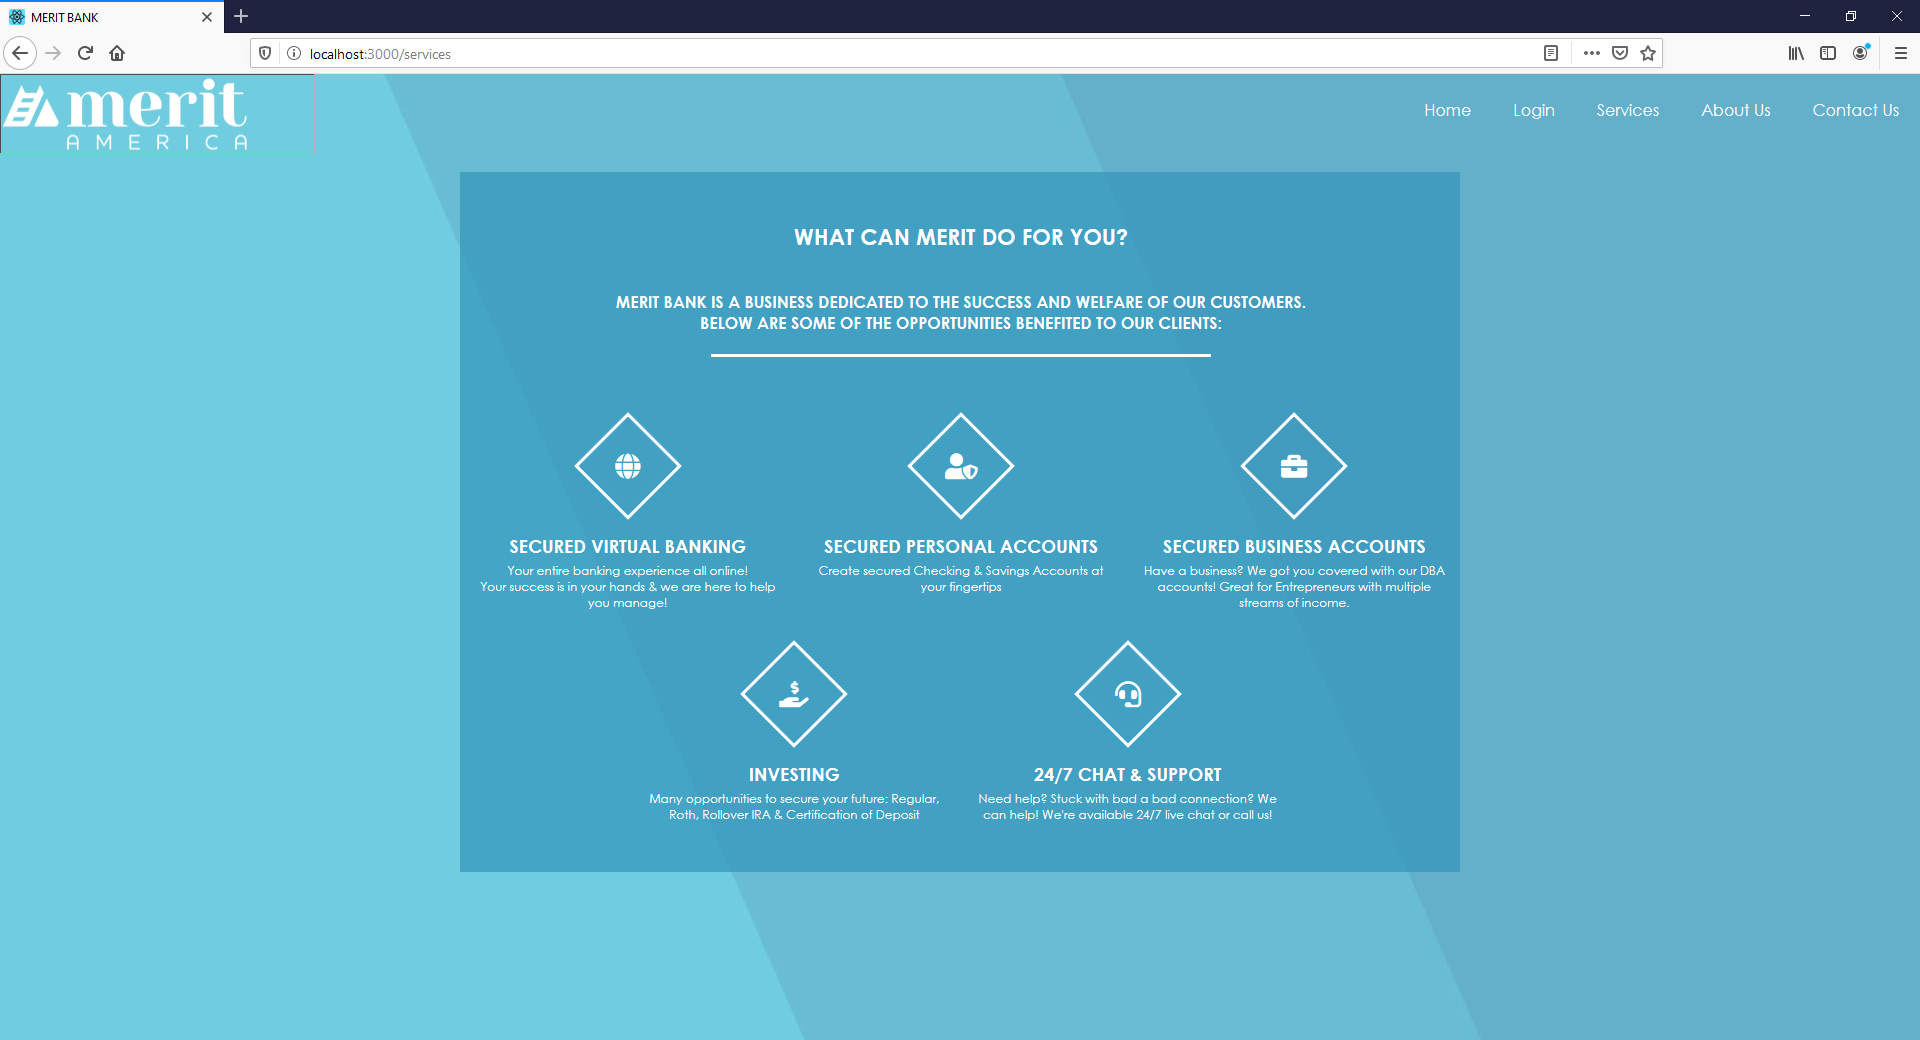 MERIT BANK
localhost:3000/services
merit
AMERICA
Home Login Services About Us Contact Us
WHAT CAN MERIT DO FOR YOU?
MERIT BANK IS A BUSINESS DEDICATED TO THE SUCCESS AND WELFARE OF OUR CUSTOMERS.
BELOW ARE SOME OF THE OPPORTUNITIES BENEFITED TO OUR CLIENTS:
SECURED VIRTUAL BANKING
Your entire banking experience all online!
Your success is in your hands & we are here to help
you manage!
SECURED PERSONAL ACCOUNTS
Create secured Checking & Savings Accounts at
your fingertips
SECURED BUSINESS ACCOUNTS
Have a business? We got you covered with our DBA
accounts! Great for Entrepreneurs with multiple
streams of income.
INVESTING
Many opportunities to secure your future: Regular,
Roth, Rollover IRA & Certification of Deposit
24/7 CHAT & SUPPORT
Need help? Stuck with bad a bad connection? We
can help! We're available 24/7 live chat or call us!